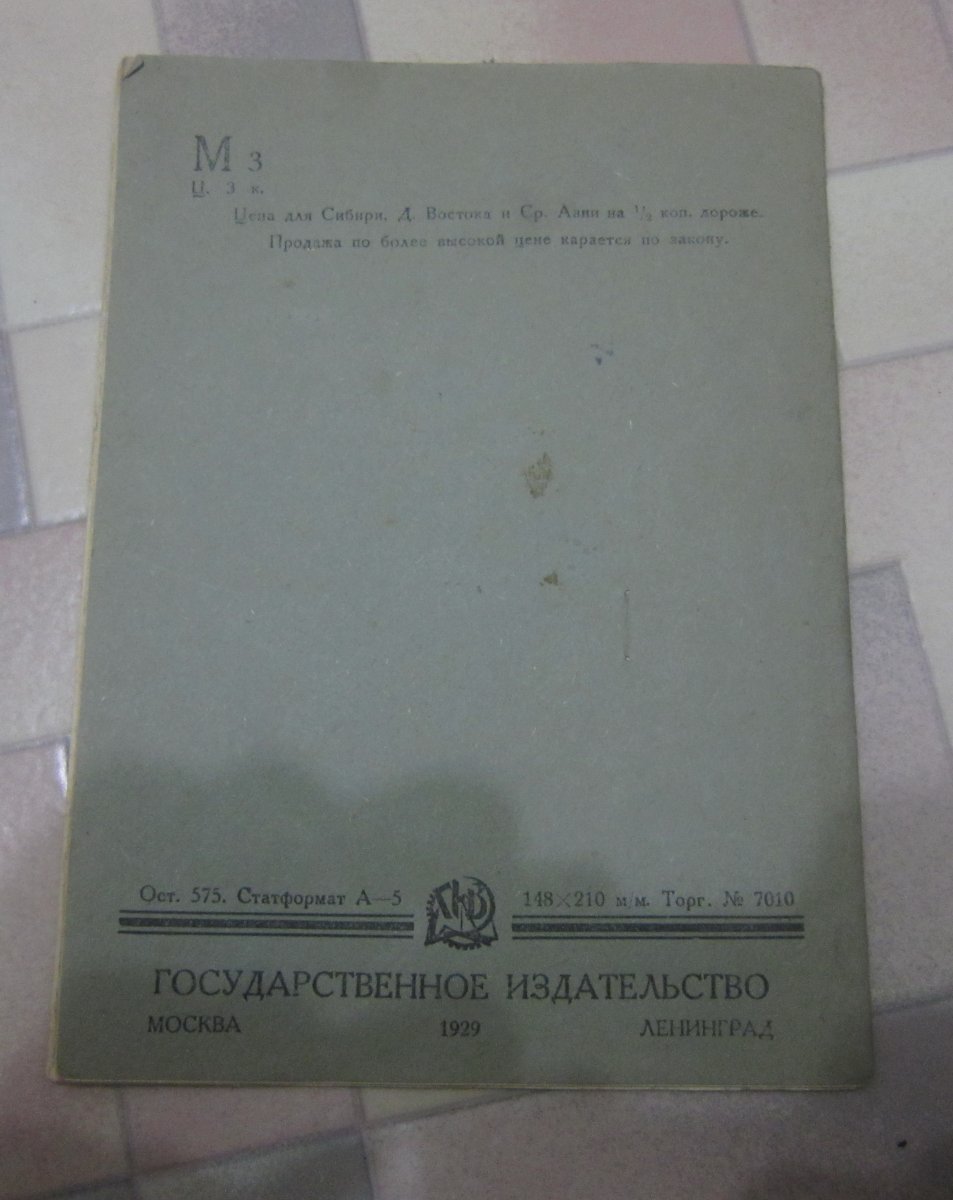 М 3
Ц. 3 к.
Цена для Сибири, Д. Востока и Ср. Азии на ½ коп. дороже.
Продажа по более высокой цене карается по закону.
Ост. 575. Статформат А—5
148×210 м/м. Торг. № 7010
ГОСУДАРСТВЕННОЕ ИЗДАТЕЛЬСТВО
МОСКВА 1929 ЛЕНИНГРАД